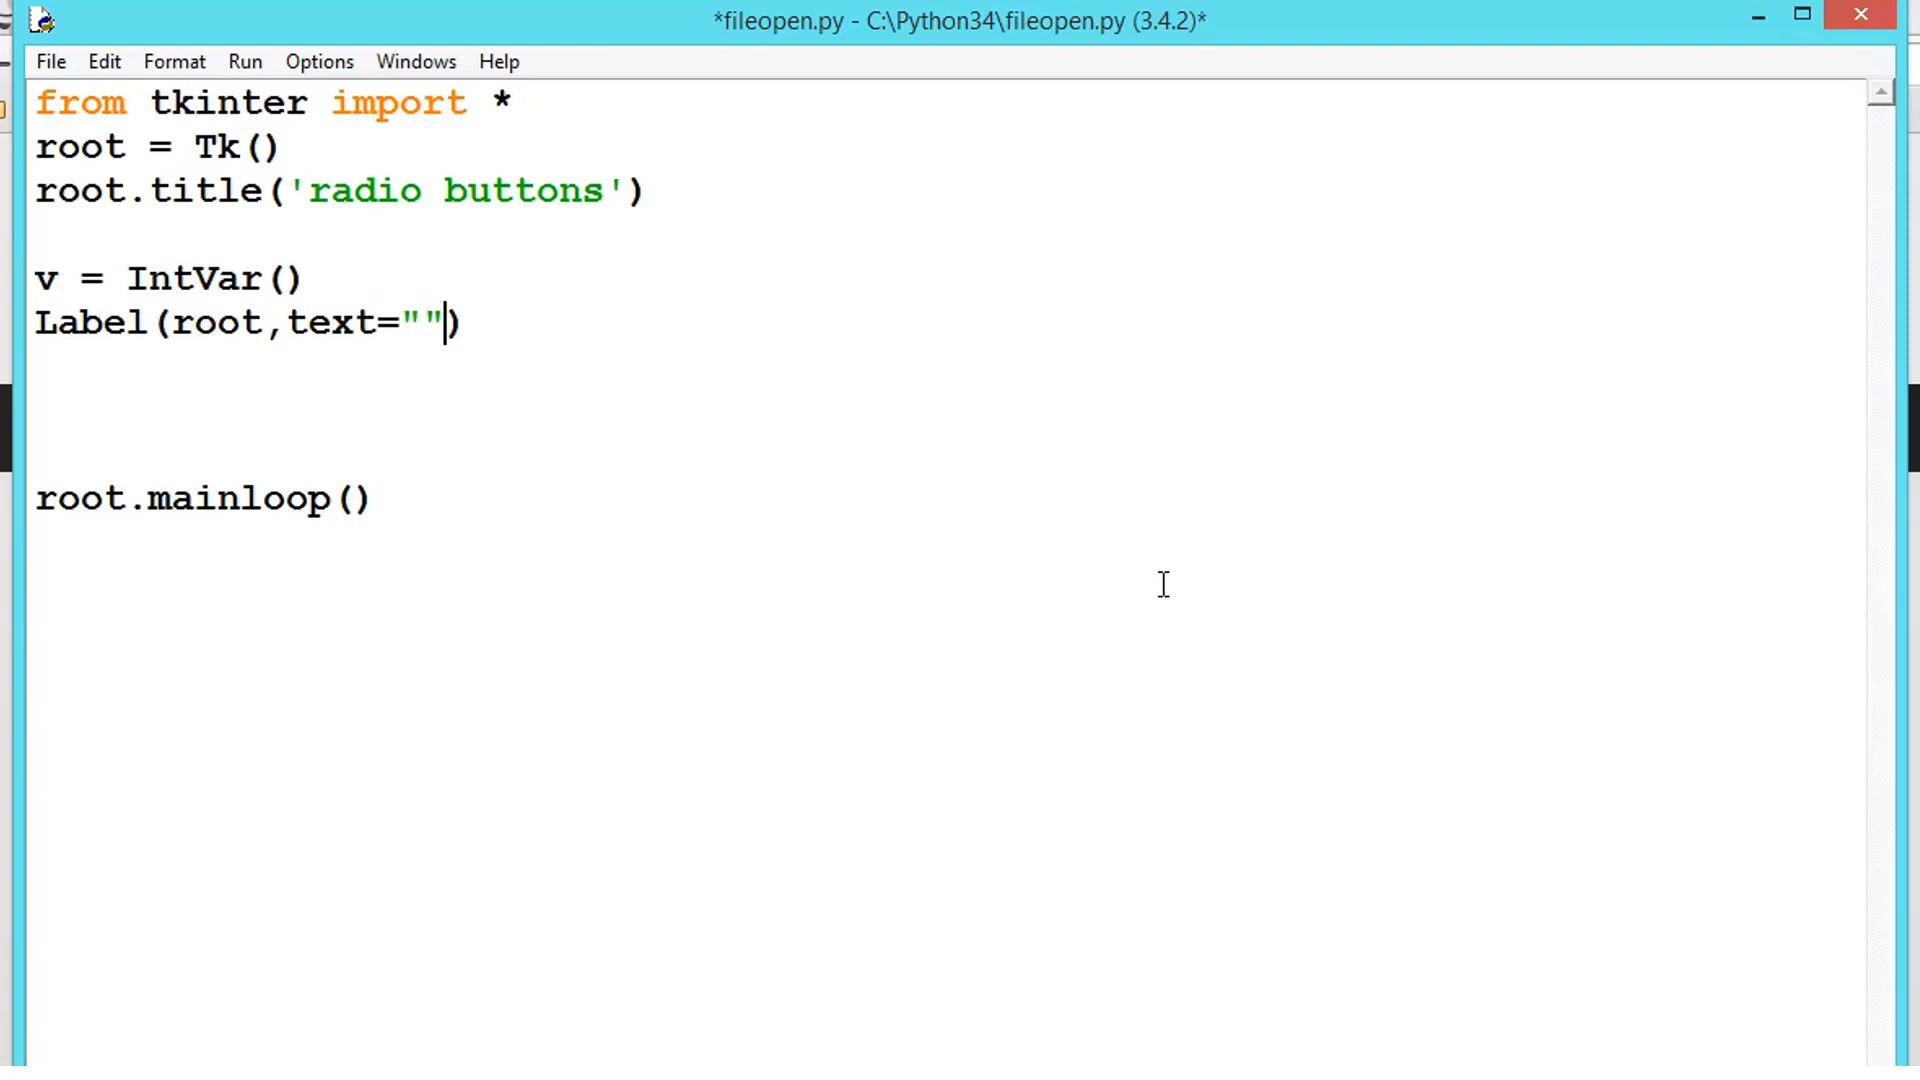 *fileopen.py - C:\Python34\fileopen.py (3.4.2)*
File Edit Format Run Options Windows Help
from tkinter import *
root = Tk()
root.title('radio buttons')
v = IntVar()
Label(root,text="")
root.mainloop()